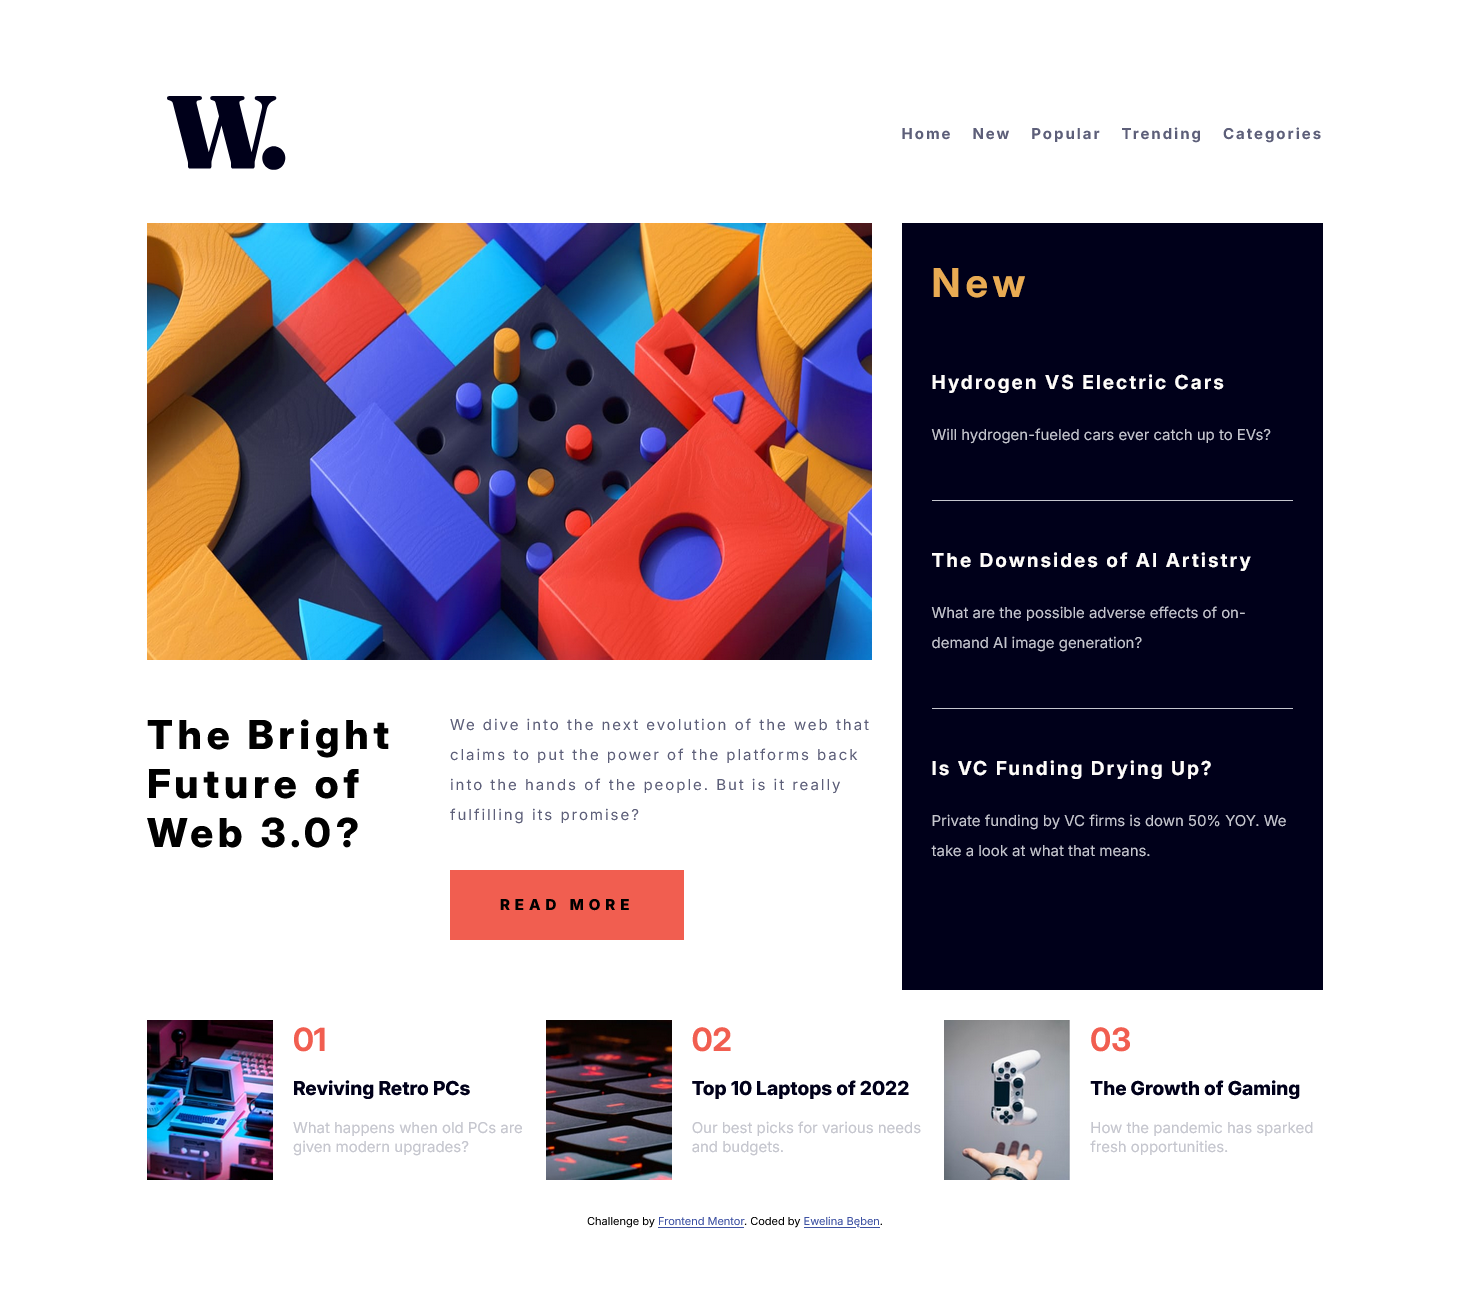 W.
Home New Popular Trending Categories
New
Hydrogen VS Electric Cars
Will hydrogen-fueled cars ever catch up to EVs?
The Downsides of AI Artistry
What are the possible adverse effects of on-
demand AI image generation?
Is VC Funding Drying Up?
Private funding by VC firms is down 50% YOY. We
take a look at what that means.
The Bright
Future of
Web 3.0?
We dive into the next evolution of the web that
claims to put the power of the platforms back
into the hands of the people. But is it really
fulfilling its promise?
READ MORE
01
Reviving Retro PCs
What happens when old PCs are
given modern upgrades?
02
Top 10 Laptops of 2022
Our best picks for various needs
and budgets.
03
The Growth of Gaming
How the pandemic has sparked
fresh opportunities.
Challenge by Frontend Mentor. Coded by Ewelina Bęben.